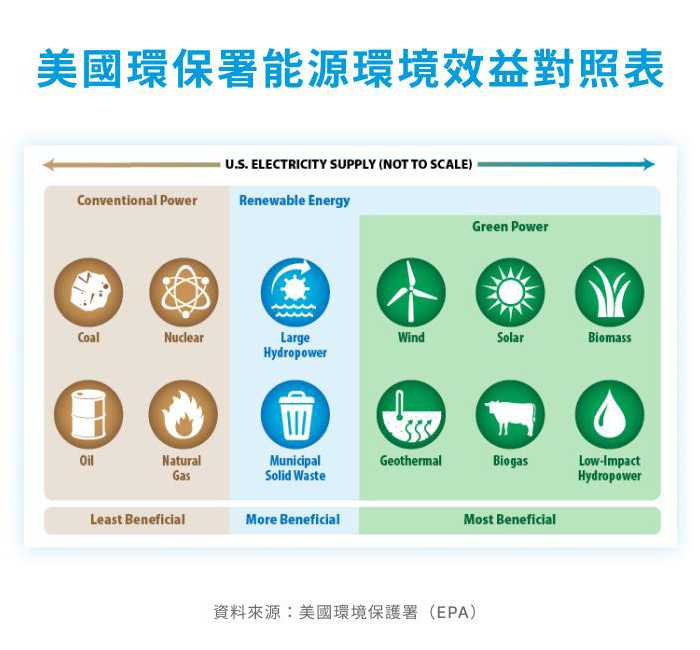 美國環保署能源環境效益對照表
U.S. ELECTRICITY SUPPLY (NOT TO SCALE)
Conventional Power
Renewable Energy
Green Power
Coal
Nuclear
Large
Hydropower
Wind
Solar
Biomass
Oil
Natural
Gas
Municipal
Solid Waste
Geothermal
Biogas
Low-Impact
Hydropower
Least Beneficial
More Beneficial
Most Beneficial
資料來源：美國環境保護署（EPA）